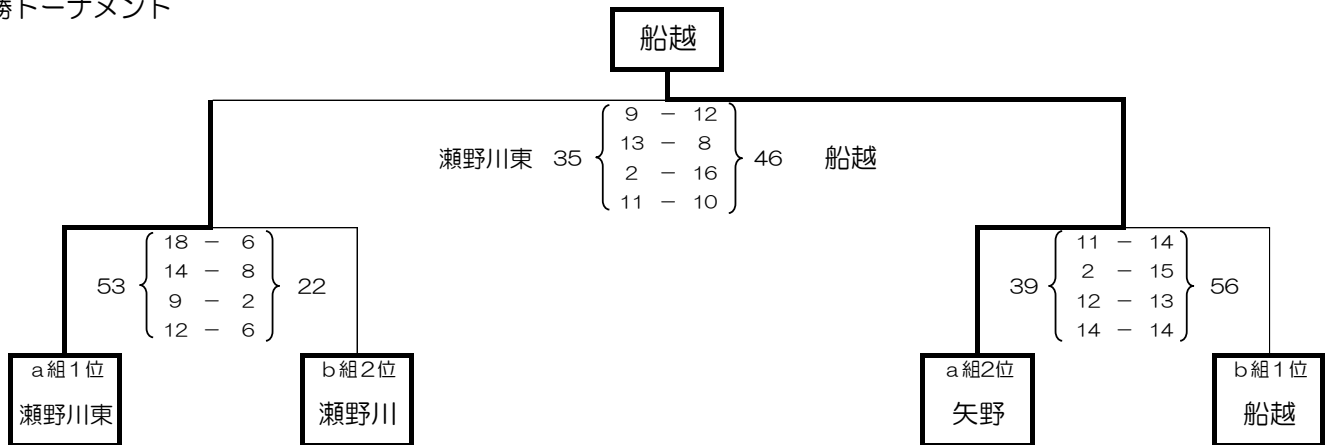 勝トーナメント
船越
瀬野川東 35 9 － 12 46 船越
13 － 8
2 － 16
11 － 10
53 18 － 6 22
14 － 8
9 － 2
12 － 6
39 11 － 14 56
2 － 15
12 － 13
14 － 14
a組1位
瀬野川東
b組2位
瀬野川
a組2位
矢野
b組1位
船越